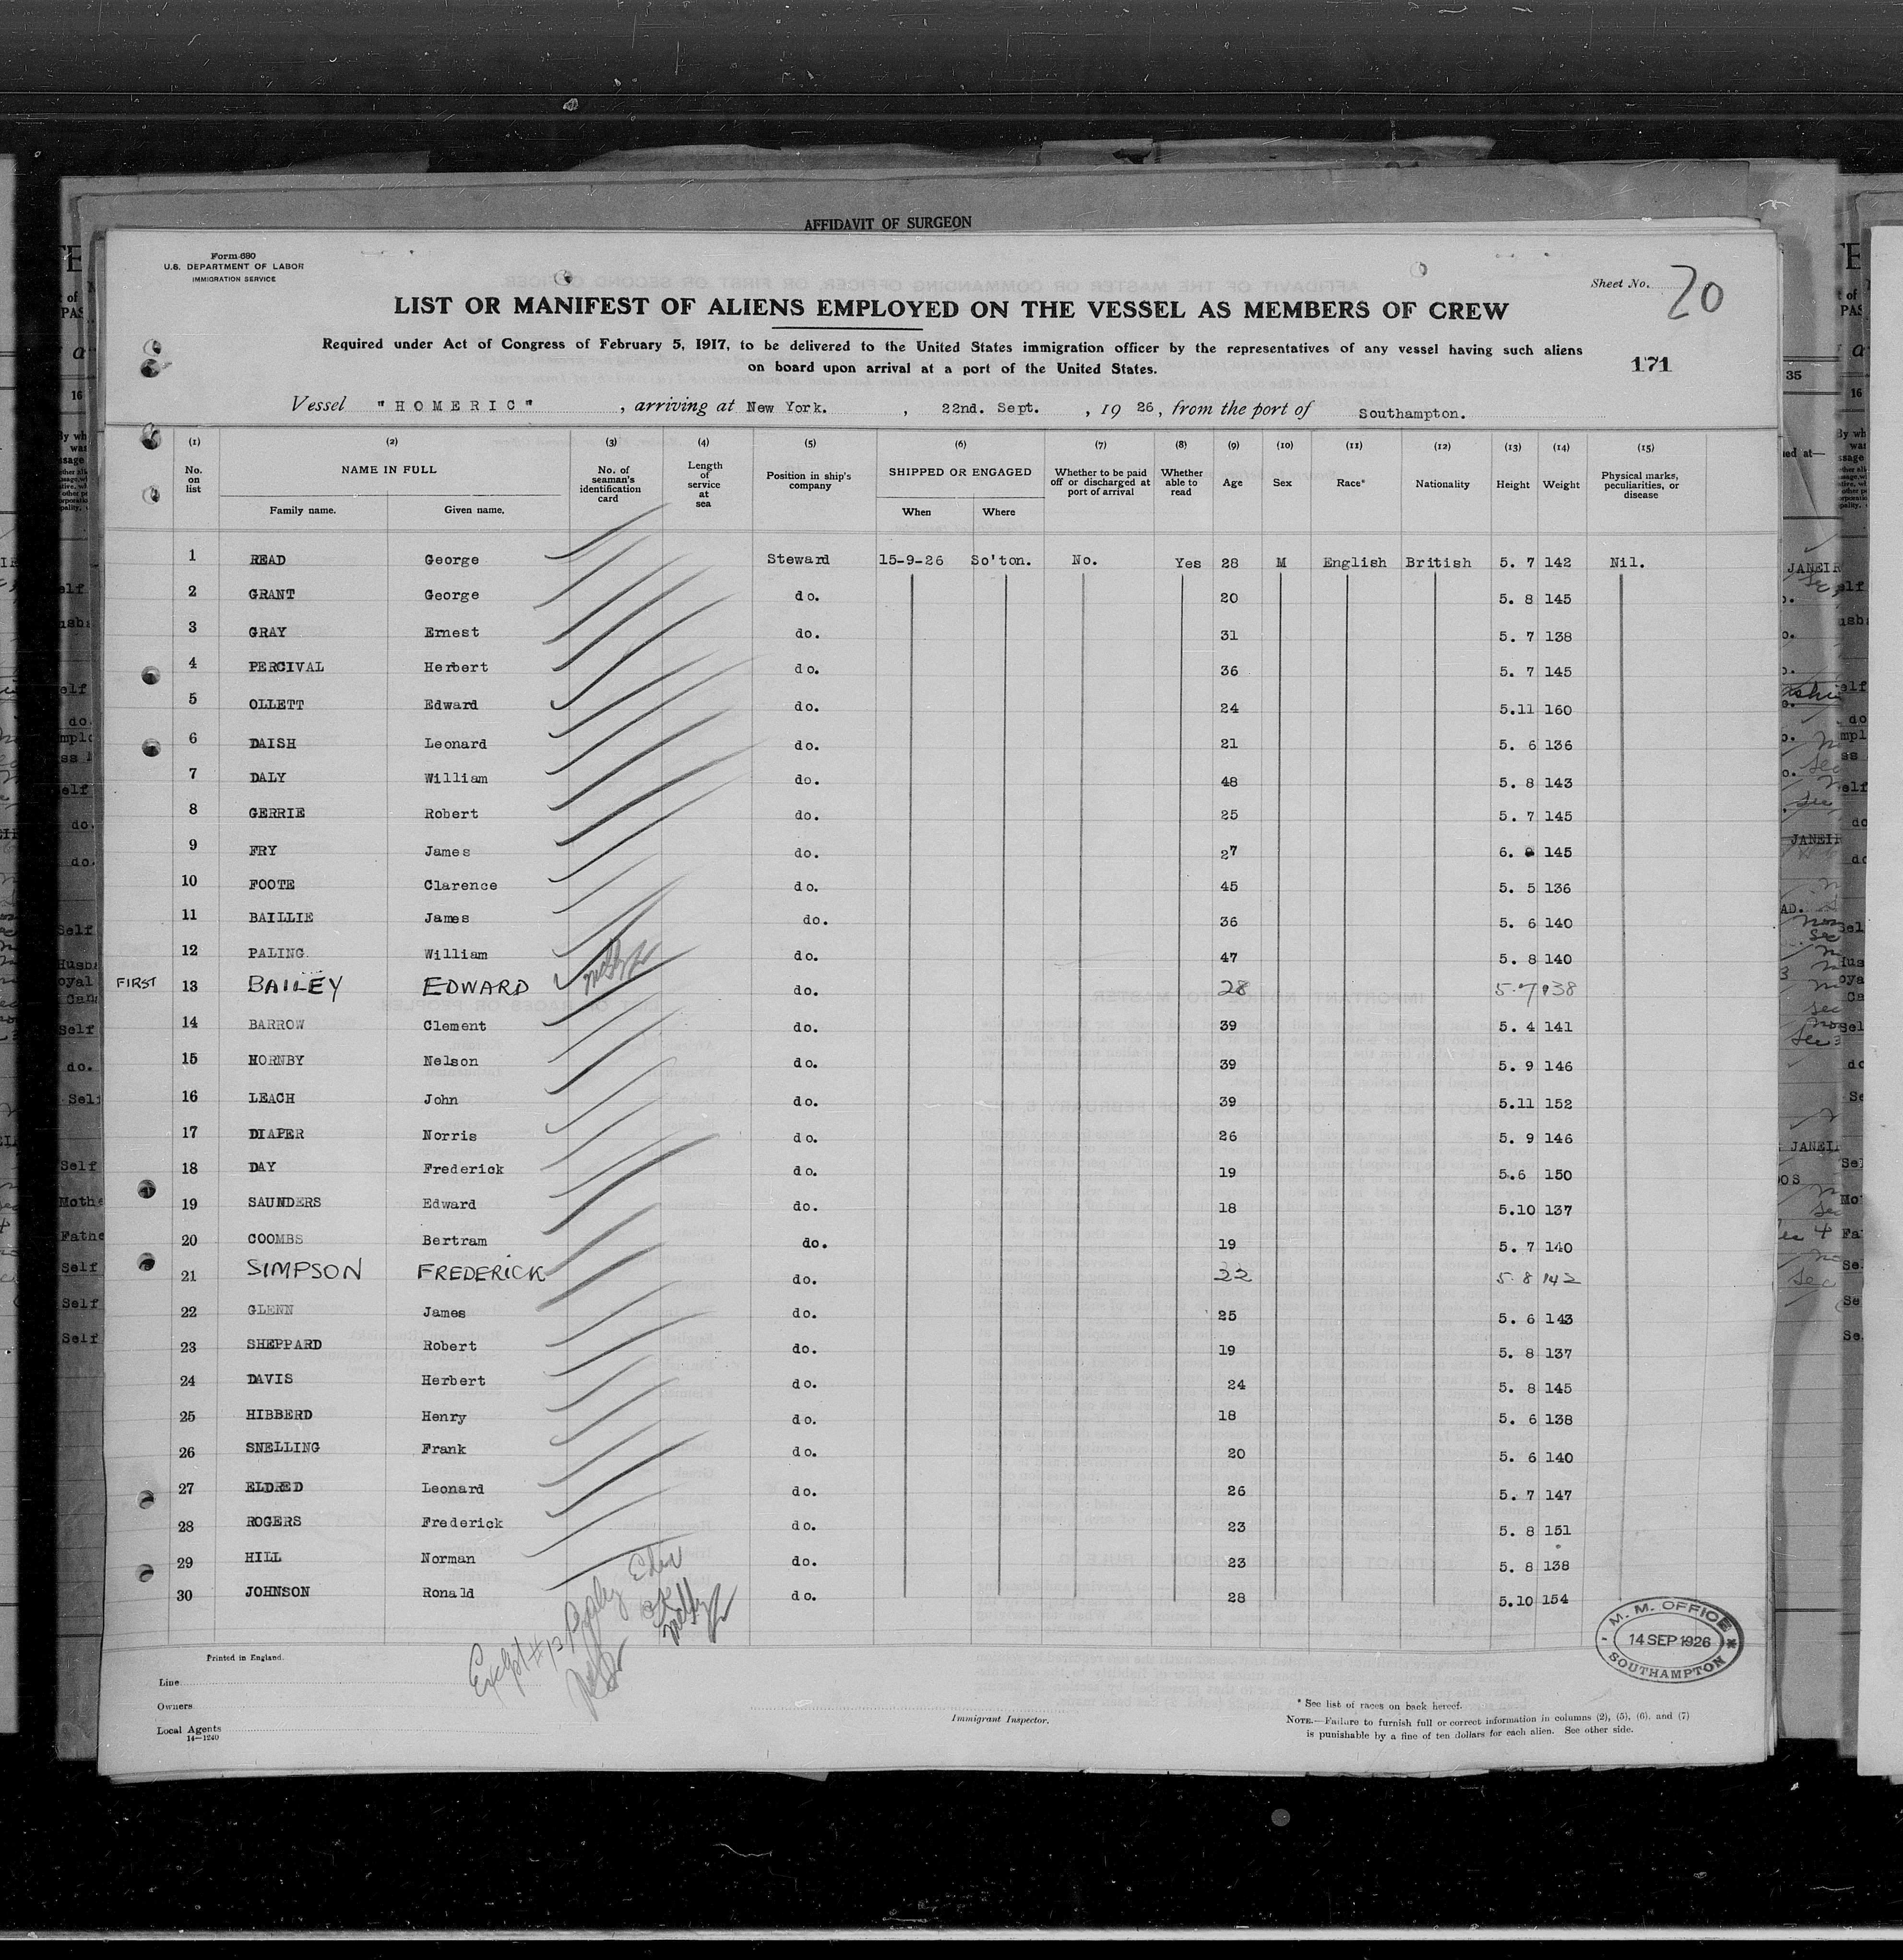 AFFIDAVIT OF SURGEON
Form 680
U.S. DEPARTMENT OF LABOR
IMMIGRATION SERVICE
Sheet No. 20
LIST OR MANIFEST OF ALIENS EMPLOYED ON THE VESSEL AS MEMBERS OF CREW
Required under Act of Congress of February 5, 1917, to be delivered to the United States immigration officer by the representatives of any vessel having such aliens
on board upon arrival at a port of the United States.
171
Vessel "HOMERIC", arriving at New York., 22nd. Sept., 1926, from the port of Southampton.
(1) (2) (3) (4) (5) (6) (7) (8) (9) (10) (11) (12) (13) (14) (15)
No. on list NAME IN FULL Family name. Given name. No. of seaman's identification card Length of service at sea Position in ship's company SHIPPED OR ENGAGED When Where Whether to be paid off or discharged at port of arrival Whether able to read Age Sex Race* Nationality Height Weight Physical marks, peculiarities, or disease
1 READ George Steward 15-9-26 So'ton. No. Yes 28 M English British 5. 7 142 Nil.
2 GRANT George do. 20 5. 8 145
3 GRAY Ernest do. 31 5. 7 138
4 PERCIVAL Herbert do. 36 5. 7 145
5 OLLETT Edward do. 24 5.11 160
6 DAISH Leonard do. 21 5. 6 136
7 DALY William do. 48 5. 8 143
8 GERRIE Robert do. 25 5. 7 145
9 FRY James do. 27 6. 145
10 FOOTE Clarence do. 45 5. 5 136
11 BAILLIE James do. 36 5. 6 140
12 PALING William do. 47 5. 8 140
FIRST 13 BAILEY EDWARD do. 28 5.7 138
14 BARROW Clement do. 39 5. 4 141
15 HORNBY Nelson do. 39 5. 9 146
16 LEACH John do. 39 5.11 152
17 DIAPER Norris do. 26 5. 9 146
18 DAY Frederick do. 19 5.6 150
19 SAUNDERS Edward do. 18 5.10 137
20 COOMBS Bertram do. 19 5. 7 140
21 SIMPSON FREDERICK do. 22 5. 8 142
22 GLENN James do. 25 5. 6 143
23 SHEPPARD Robert do. 19 5. 8 137
24 DAVIS Herbert do. 24 5. 8 145
25 HIBBERD Henry do. 18 5. 6 138
26 SNELLING Frank do. 20 5. 6 140
27 ELDRED Leonard do. 26 5. 7 147
28 ROGERS Frederick do. 23 5. 8 151
29 HILL Norman do. 23 5. 8 138
30 JOHNSON Ronald do. 28 5.10 154
M. M. OFFICE
14 SEP 1926
SOUTHAMPTON
Printed in England.
Line
Owners
Local Agents
14—1240
Immigrant Inspector.
* See list of races on back hereof.
NOTE.—Failure to furnish full or correct information in columns (2), (5), (6), and (7)
is punishable by a fine of ten dollars for each alien. See other side.